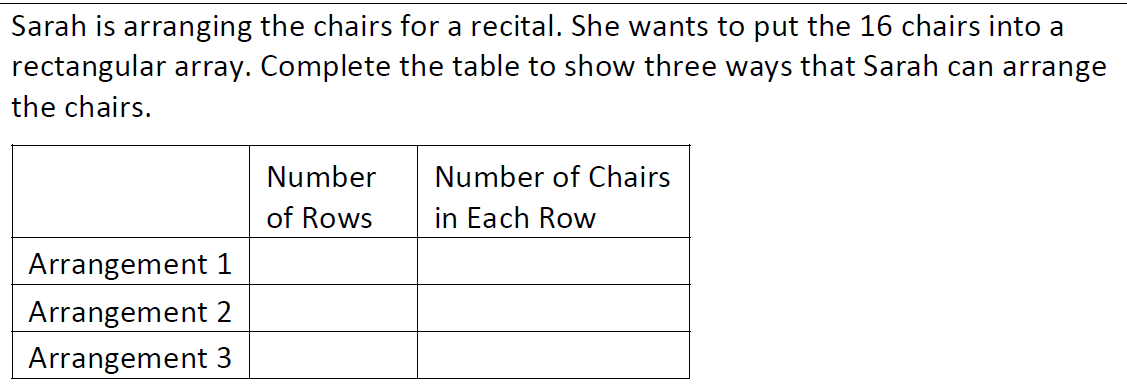 Sarah is arranging the chairs for a recital. She wants to put the 16 chairs into a
rectangular array. Complete the table to show three ways that Sarah can arrange
the chairs.
Number of Rows
Number of Chairs in Each Row
Arrangement 1
Arrangement 2
Arrangement 3